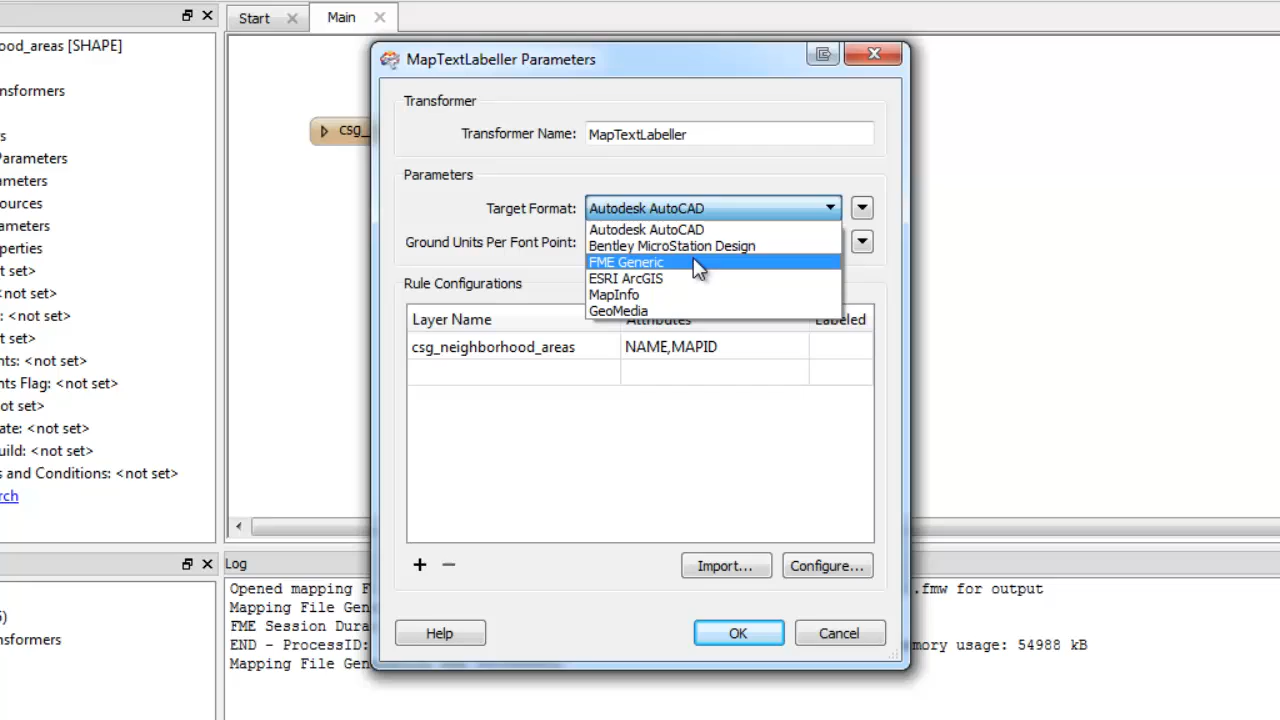 Start
Main
MapTextLabeller Parameters
ood_areas [SHAPE]
nsformers
rs
Parameters
ameters
ources
ameters
operties
t set>
<not set>
: <not set>
t set>
nts: <not set>
nts Flag: <not set>
ot set>
ate: <not set>
uild: <not set>
s and Conditions: <not set>
rch
5)
nsformers
csg_
Transformer
Transformer Name: MapTextLabeller
Parameters
Target Format: Autodesk AutoCAD
Autodesk AutoCAD
Bentley MicroStation Design
Ground Units Per Font Point:
FME Generic
ESRI ArcGIS
MapInfo
GeoMedia
Rule Configurations
Layer Name Attributes Labeled
csg_neighborhood_areas NAME,MAPID
+ −
Import... Configure...
Help OK Cancel
Log
Opened mapping F .fmw for output
Mapping File Gen
FME Session Dura
END - ProcessID: mory usage: 54988 kB
Mapping File Gen